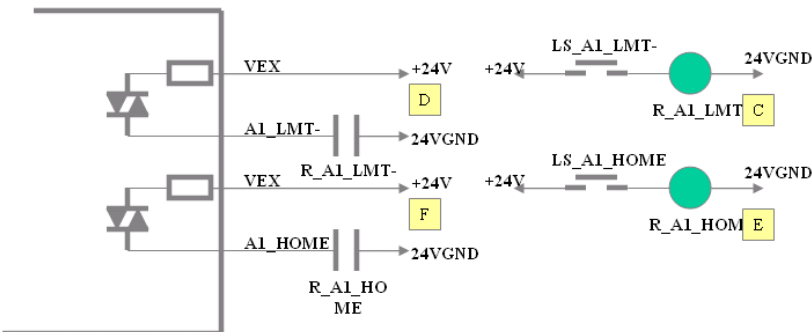 VEX
+24V
D
A1_LMT-
24VGND
R_A1_LMT-
VEX
+24V
F
A1_HOME
24VGND
R_A1_HO
ME
LS_A1_LMT-
+24V
24VGND
R_A1_LMT
C
LS_A1_HOME
+24V
24VGND
R_A1_HOM
E